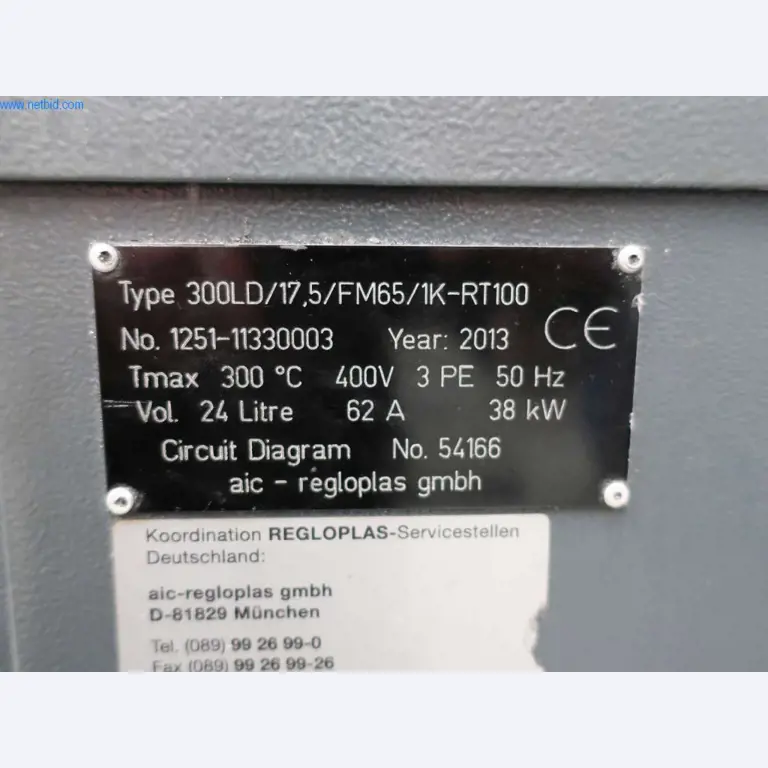 www.netbid.com
Type 300LD/17,5/FM65/1K-RT100
No. 1251-11330003 Year: 2013 CE
Tmax 300 °C 400V 3 PE 50 Hz
Vol. 24 Litre 62 A 38 kW
Circuit Diagram No. 54166
aic - regloplas gmbh
Koordination REGLOPLAS-Servicestellen
Deutschland:
aic-regloplas gmbh
D-81829 München
Tel. (089) 99 26 99-0
Fax (089) 99 26 99-26